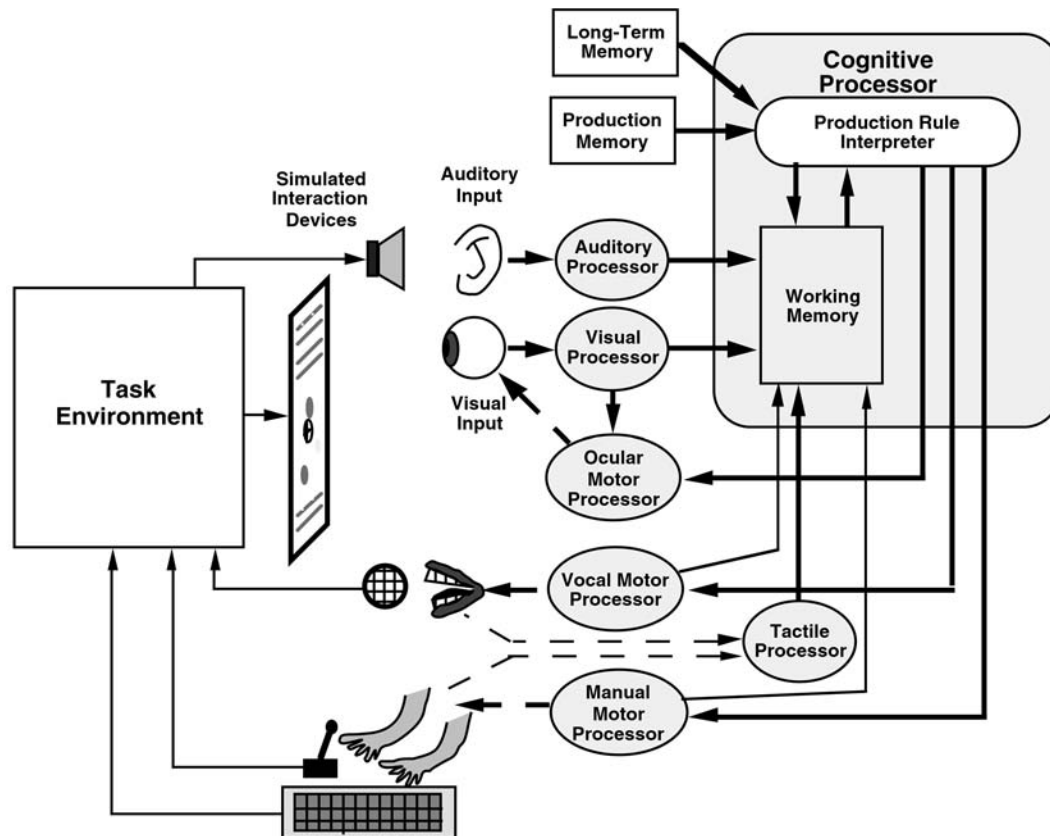 Long-Term
Memory
Cognitive
Processor
Production
Memory
Production Rule
Interpreter
Simulated
Interaction
Devices
Auditory
Input
Auditory
Processor
Working
Memory
Visual
Processor
Task
Environment
Visual
Input
Ocular
Motor
Processor
Vocal Motor
Processor
Tactile
Processor
Manual
Motor
Processor